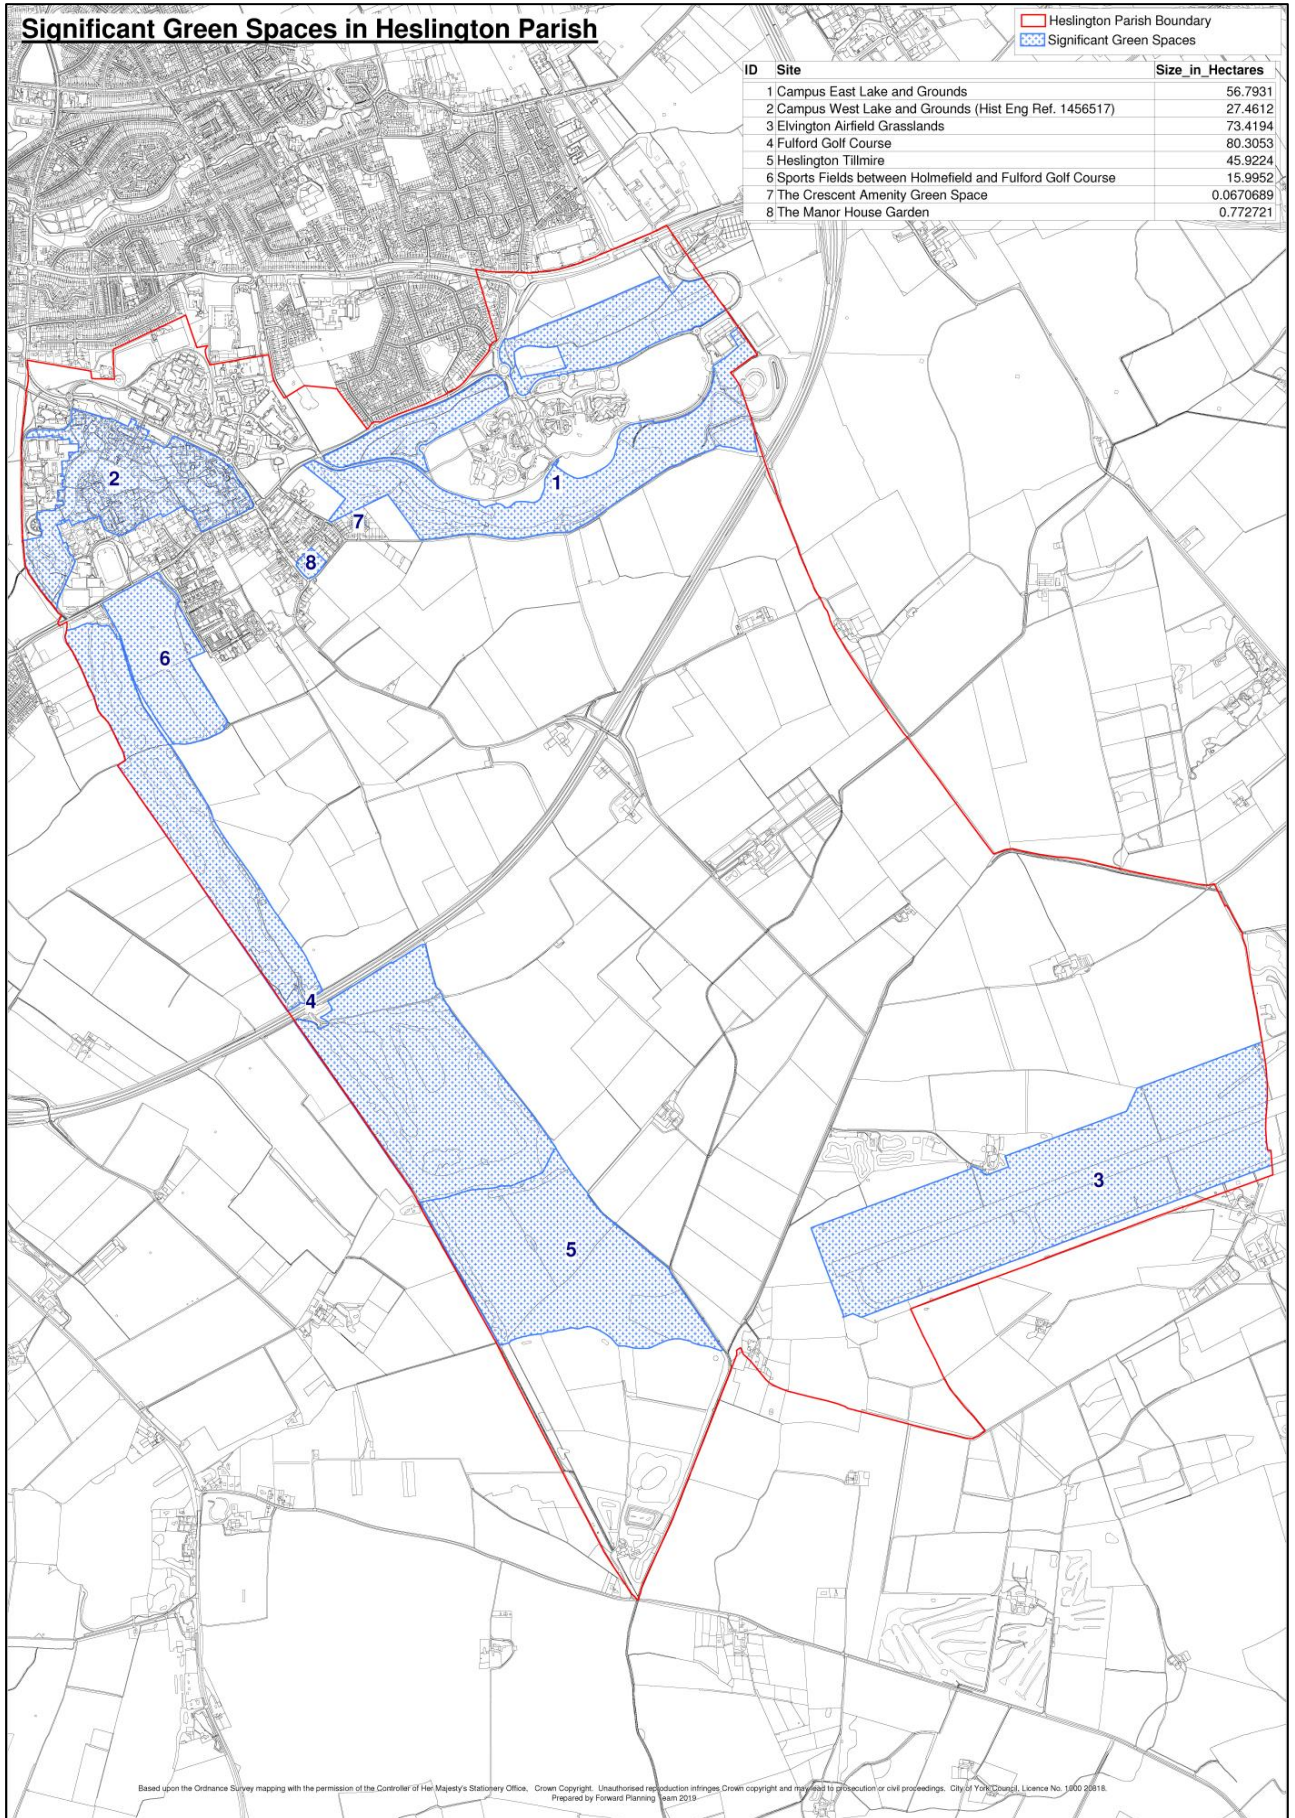 Significant Green Spaces in Heslington Parish
Heslington Parish Boundary
Significant Green Spaces
ID Site Size_in_Hectares
1 Campus East Lake and Grounds 56.7931
2 Campus West Lake and Grounds (Hist Eng Ref. 1456517) 27.4612
3 Elvington Airfield Grasslands 73.4194
4 Fulford Golf Course 80.3053
5 Heslington Tillmire 45.9224
6 Sports Fields between Holmefield and Fulford Golf Course 15.9952
7 The Crescent Amenity Green Space 0.0670689
8 The Manor House Garden 0.772721
2
1
7
8
6
4
3
5
Based upon the Ordnance Survey mapping with the permission of the Controller of Her Majesty's Stationery Office, Crown Copyright. Unauthorised reproduction infringes Crown copyright and may lead to prosecution or civil proceedings. City of York Council, Licence No. 1000 20818.
Prepared by Forward Planning Team 2019